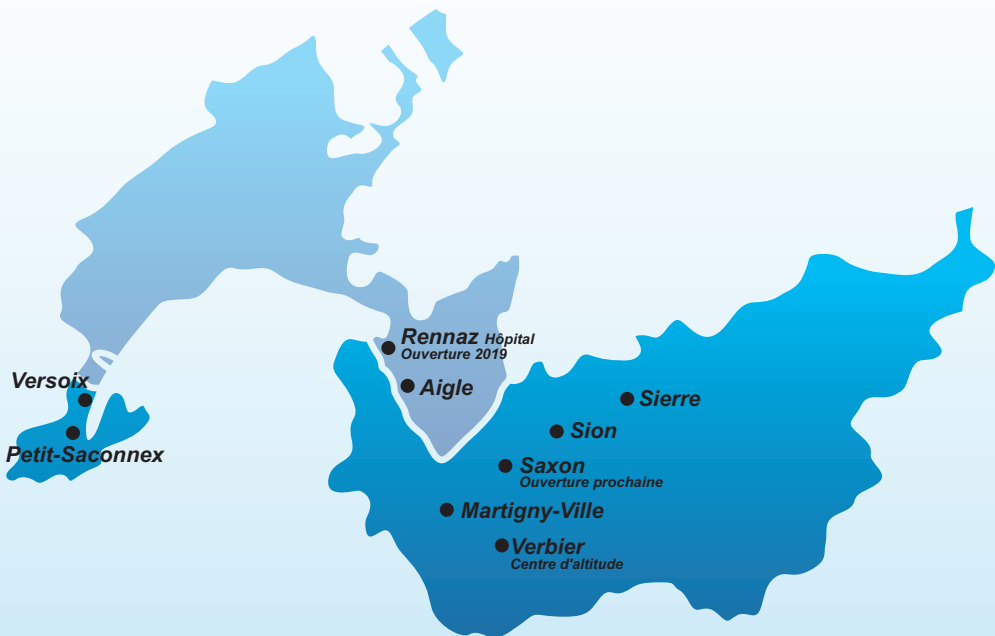 Rennaz Hôpital
Ouverture 2019
Versoix
Aigle
Sierre
Sion
Petit-Saconnex
Saxon
Ouverture prochaine
Martigny-Ville
Verbier
Centre d'altitude